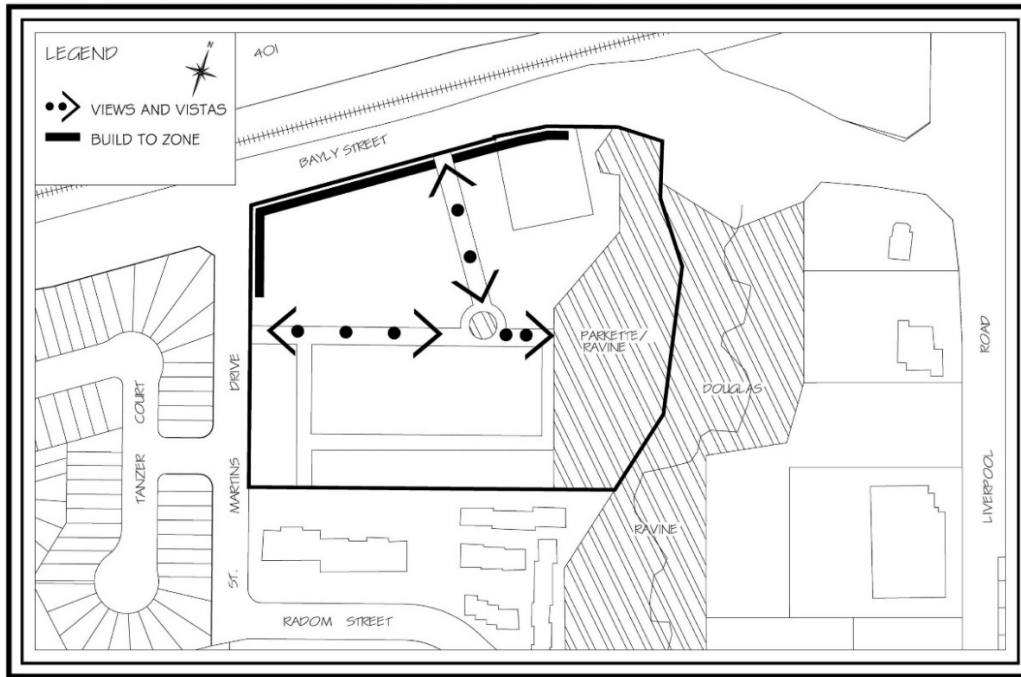 LEGEND
N
VIEWS AND VISTAS
BUILD TO ZONE
401
BAYLY STREET
PARKETTE/
RAVINE
DOUGLAS
RAVINE
TANZER COURT
ST. MARTINS DRIVE
RADOM STREET
LIVERPOOL ROAD